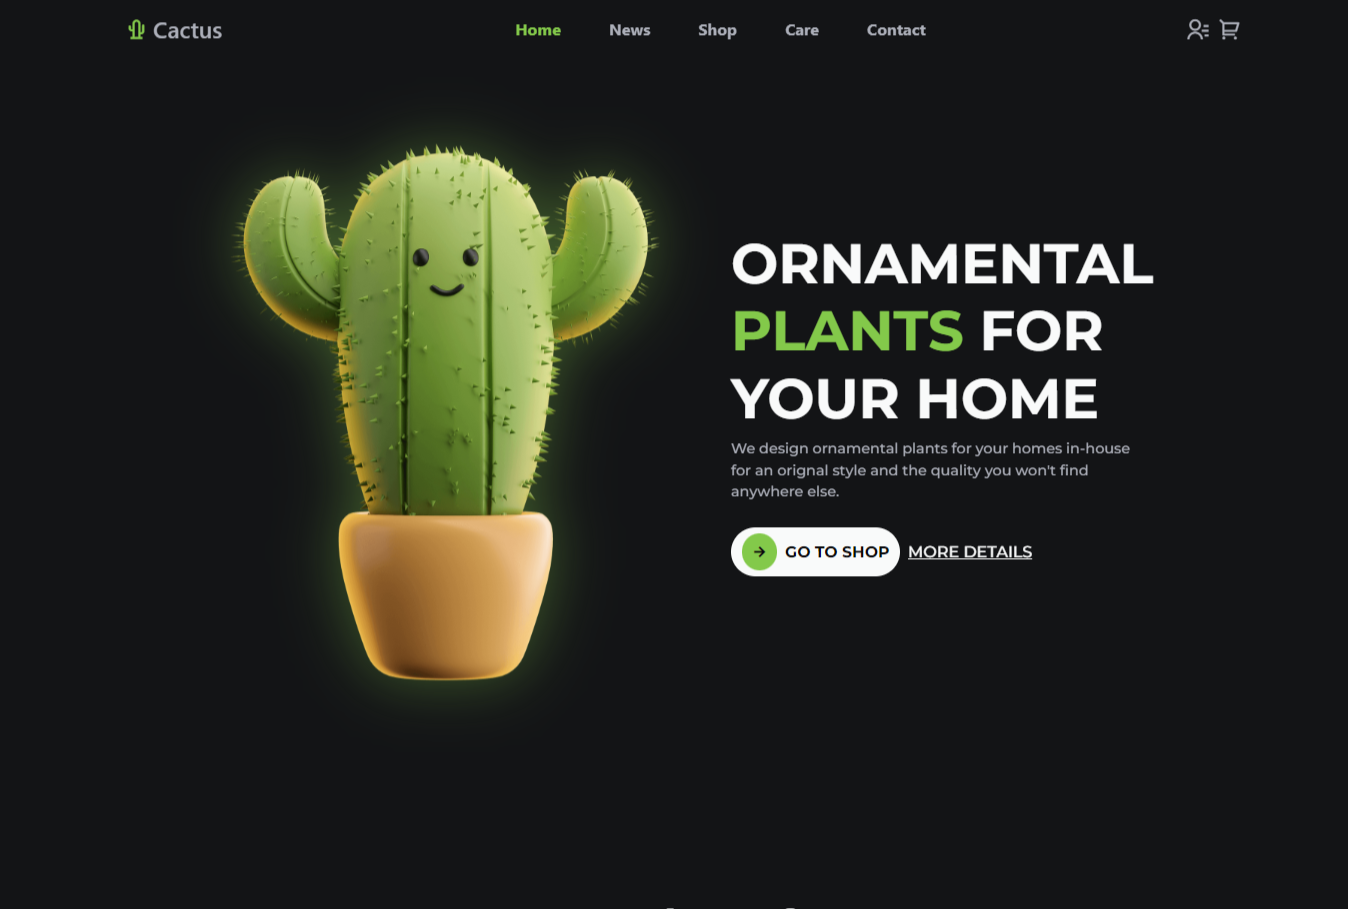 Cactus
Home News Shop Care Contact
ORNAMENTAL
PLANTS FOR
YOUR HOME
We design ornamental plants for your homes in-house
for an orignal style and the quality you won't find
anywhere else.
GO TO SHOP MORE DETAILS